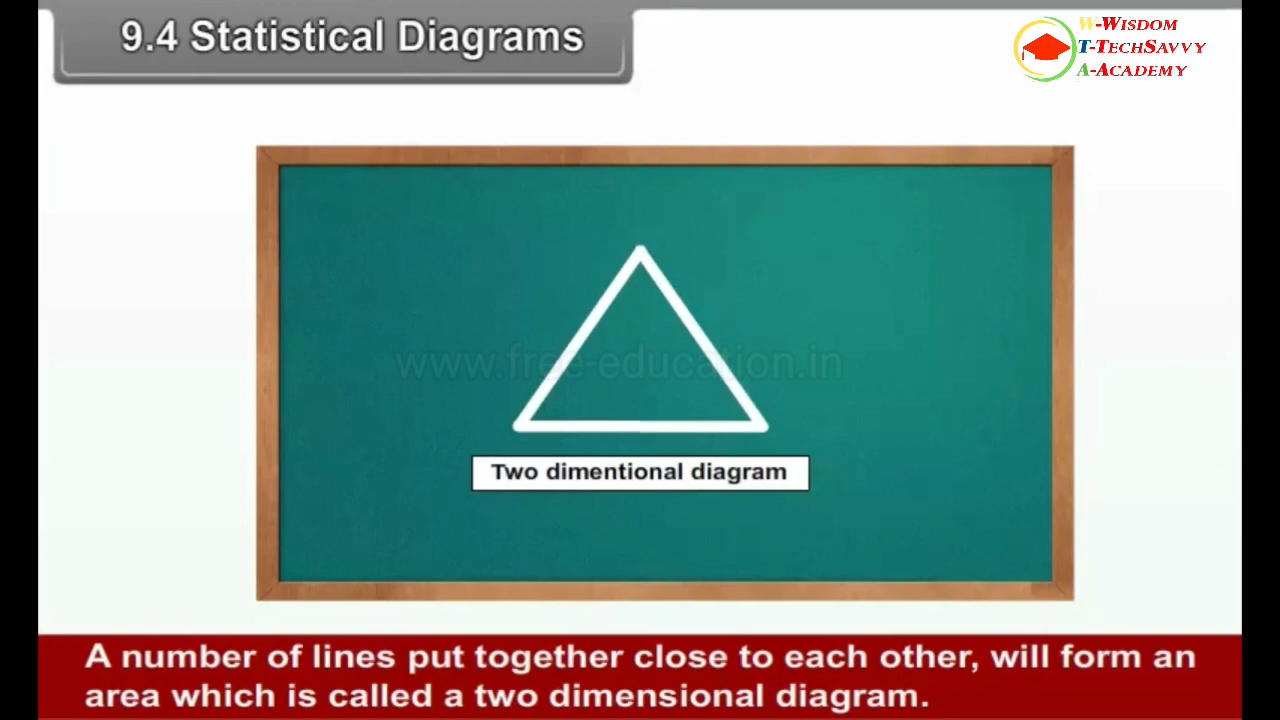 9.4 Statistical Diagrams
W-WISDOM
T-TECHSAVVY
A-ACADEMY
www.free-education.in
Two dimentional diagram
A number of lines put together close to each other, will form an
area which is called a two dimensional diagram.